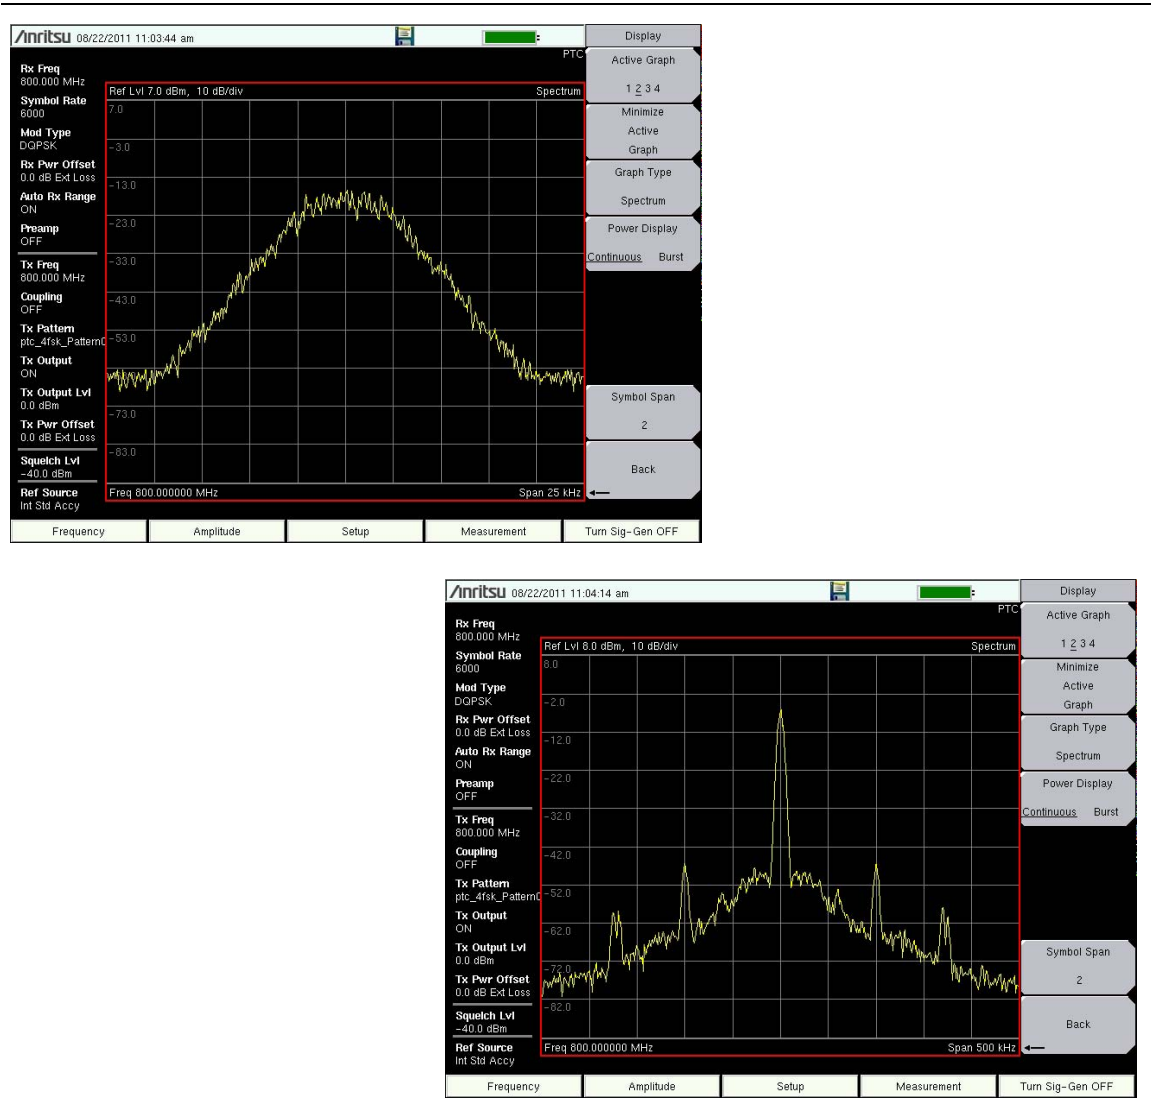 Anritsu 08/22/2011 11:03:44 am
Display
PTC
Rx Freq
800.000 MHz
Symbol Rate
6000
Mod Type
DQPSK
Rx Pwr Offset
0.0 dB Ext Loss
Auto Rx Range
ON
Preamp
OFF
Tx Freq
800.000 MHz
Coupling
OFF
Tx Pattern
ptc_4fsk_Pattern0
Tx Output
ON
Tx Output Lvl
0.0 dBm
Tx Pwr Offset
0.0 dB Ext Loss
Squelch Lvl
-40.0 dBm
Ref Source
Int Std Accy
Ref Lvl 7.0 dBm, 10 dB/div Spectrum
7.0
-3.0
-13.0
-23.0
-33.0
-43.0
-53.0
-73.0
-83.0
Freq 800.000000 MHz Span 25 kHz
Active Graph
1 2 3 4
Minimize
Active
Graph
Graph Type
Spectrum
Power Display
Continuous Burst
Symbol Span
2
Back
Frequency Amplitude Setup Measurement Turn Sig-Gen OFF
Anritsu 08/22/2011 11:04:14 am
Display
PTC
Rx Freq
800.000 MHz
Symbol Rate
6000
Mod Type
DQPSK
Rx Pwr Offset
0.0 dB Ext Loss
Auto Rx Range
ON
Preamp
OFF
Tx Freq
800.000 MHz
Coupling
OFF
Tx Pattern
ptc_4fsk_Pattern0
Tx Output
ON
Tx Output Lvl
0.0 dBm
Tx Pwr Offset
0.0 dB Ext Loss
Squelch Lvl
-40.0 dBm
Ref Source
Int Std Accy
Ref Lvl 8.0 dBm, 10 dB/div Spectrum
8.0
-2.0
-12.0
-22.0
-32.0
-42.0
-52.0
-62.0
-72.0
-82.0
Freq 800.000000 MHz Span 500 kHz
Active Graph
1 2 3 4
Minimize
Active
Graph
Graph Type
Spectrum
Power Display
Continuous Burst
Symbol Span
2
Back
Frequency Amplitude Setup Measurement Turn Sig-Gen OFF